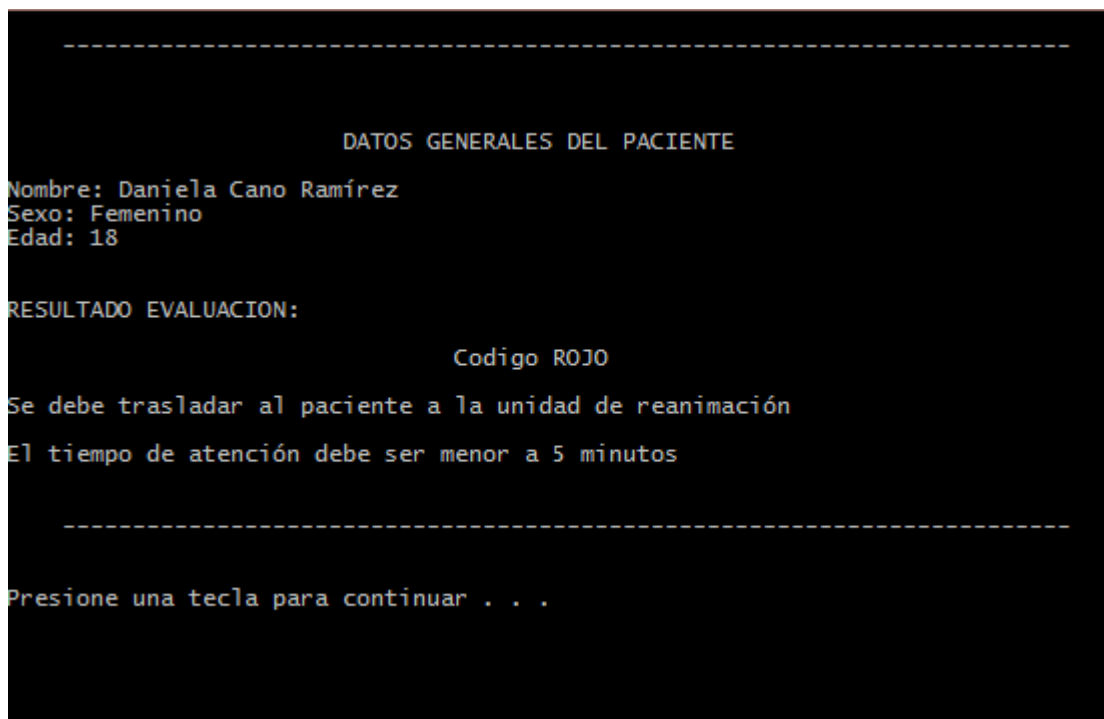 ------------------------------------------------------------------------
DATOS GENERALES DEL PACIENTE
Nombre: Daniela Cano Ramírez
Sexo: Femenino
Edad: 18
RESULTADO EVALUACION:
Codigo ROJO
Se debe trasladar al paciente a la unidad de reanimación
El tiempo de atención debe ser menor a 5 minutos
------------------------------------------------------------------------
Presione una tecla para continuar . . .